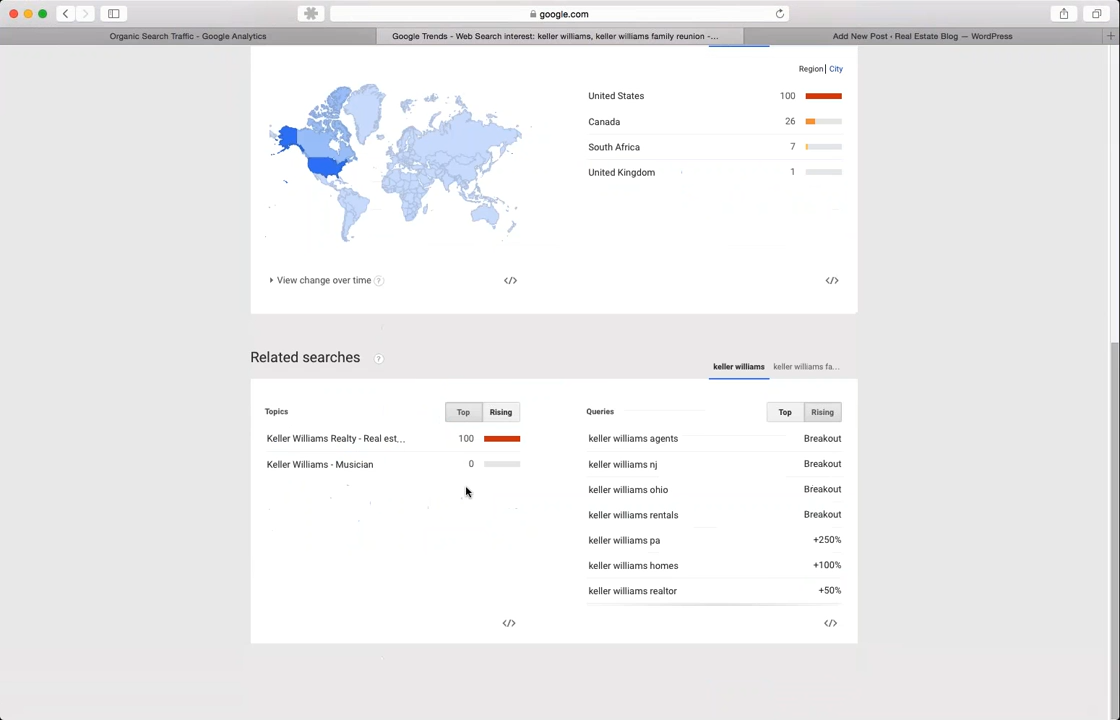 google.com
Organic Search Traffic - Google Analytics
Google Trends - Web Search interest: keller williams, keller williams family reunion -...
Add New Post ‹ Real Estate Blog — WordPress
Region | City
United States 100
Canada 26
South Africa 7
United Kingdom 1
View change over time ?
</>
</>
Related searches ?
keller williams
keller williams fa...
Topics
Top Rising
Keller Williams Realty - Real est... 100
Keller Williams - Musician 0
</>
Queries
Top Rising
keller williams agents Breakout
keller williams nj Breakout
keller williams ohio Breakout
keller williams rentals Breakout
keller williams pa +250%
keller williams homes +100%
keller williams realtor +50%
</>